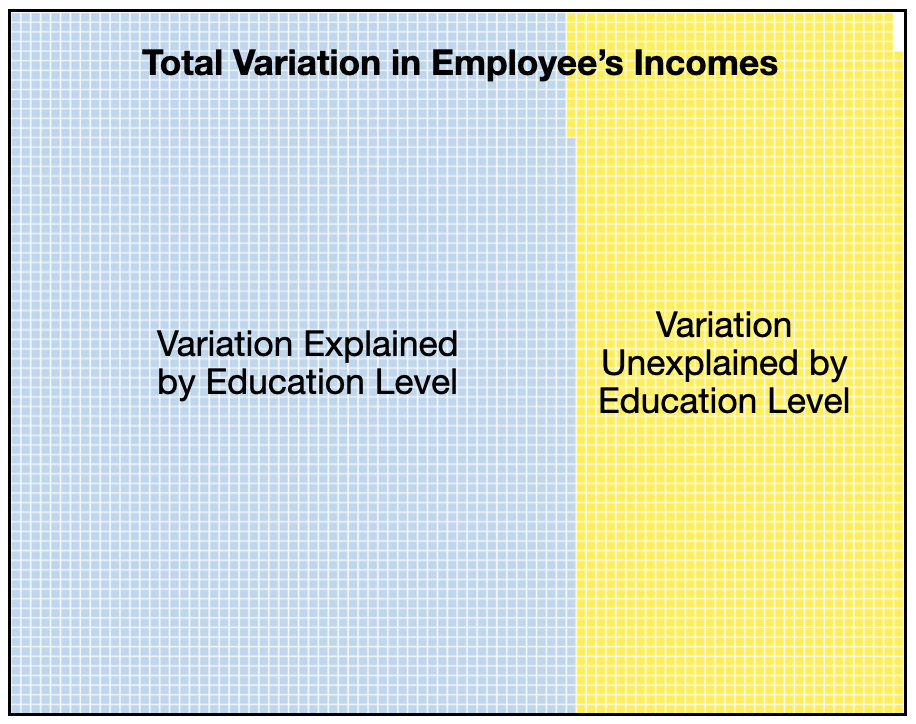 Total Variation in Employee’s Incomes
Variation Explained
by Education Level
Variation
Unexplained by
Education Level